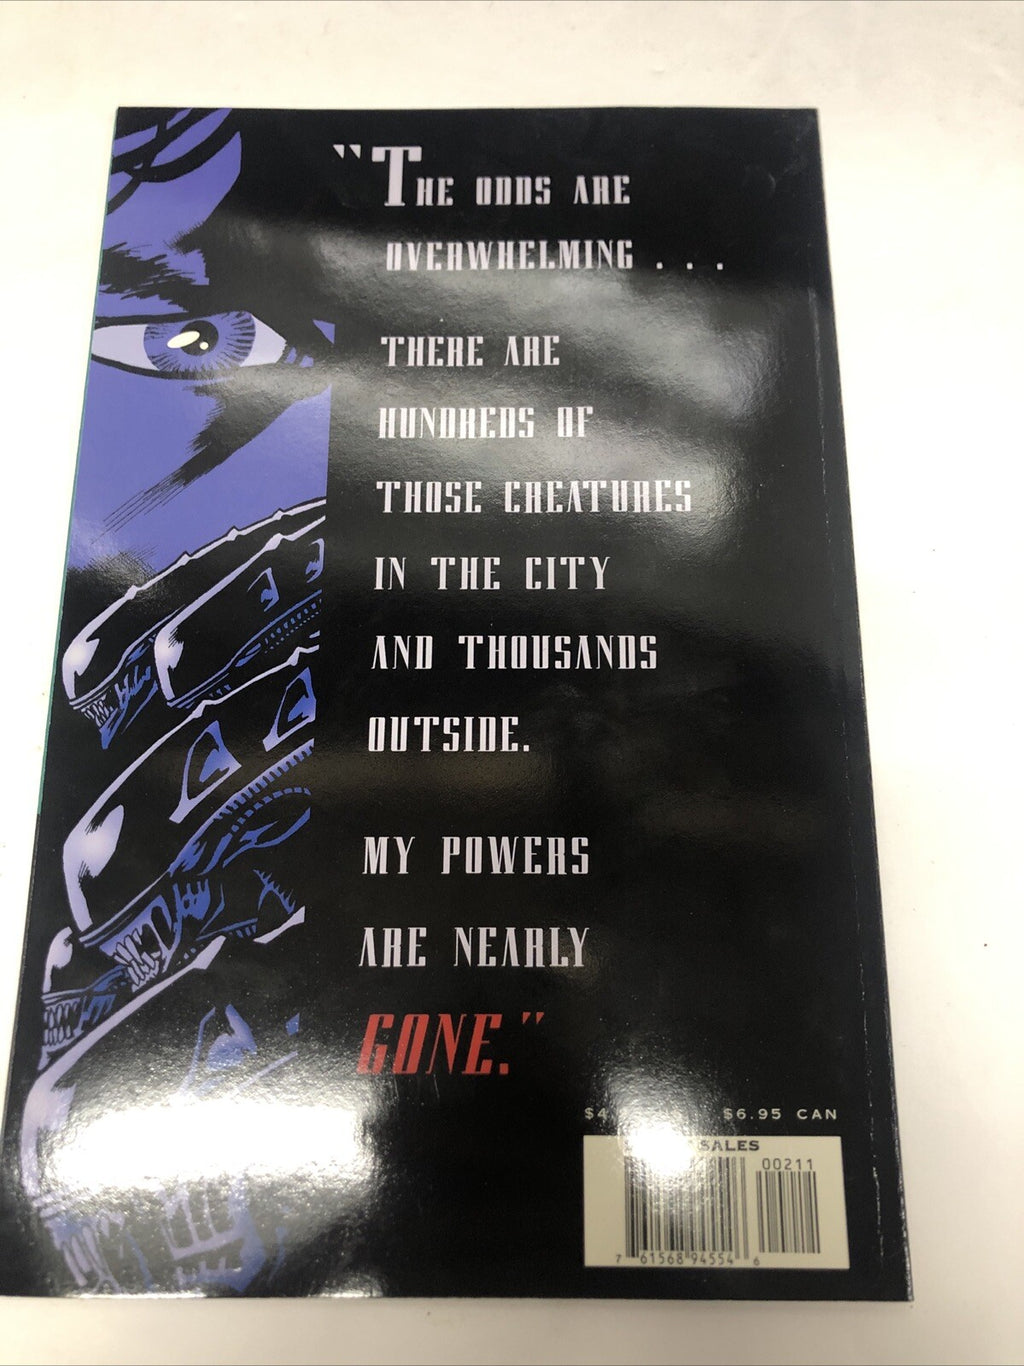 "THE ODDS ARE
OVERWHELMING . . .
THERE ARE
HUNDREDS OF
THOSE CREATURES
IN THE CITY
AND THOUSANDS
OUTSIDE.
MY POWERS
ARE NEARLY
GONE."
$4 $6.95 CAN
SALES
00211
7 61568 94554 6